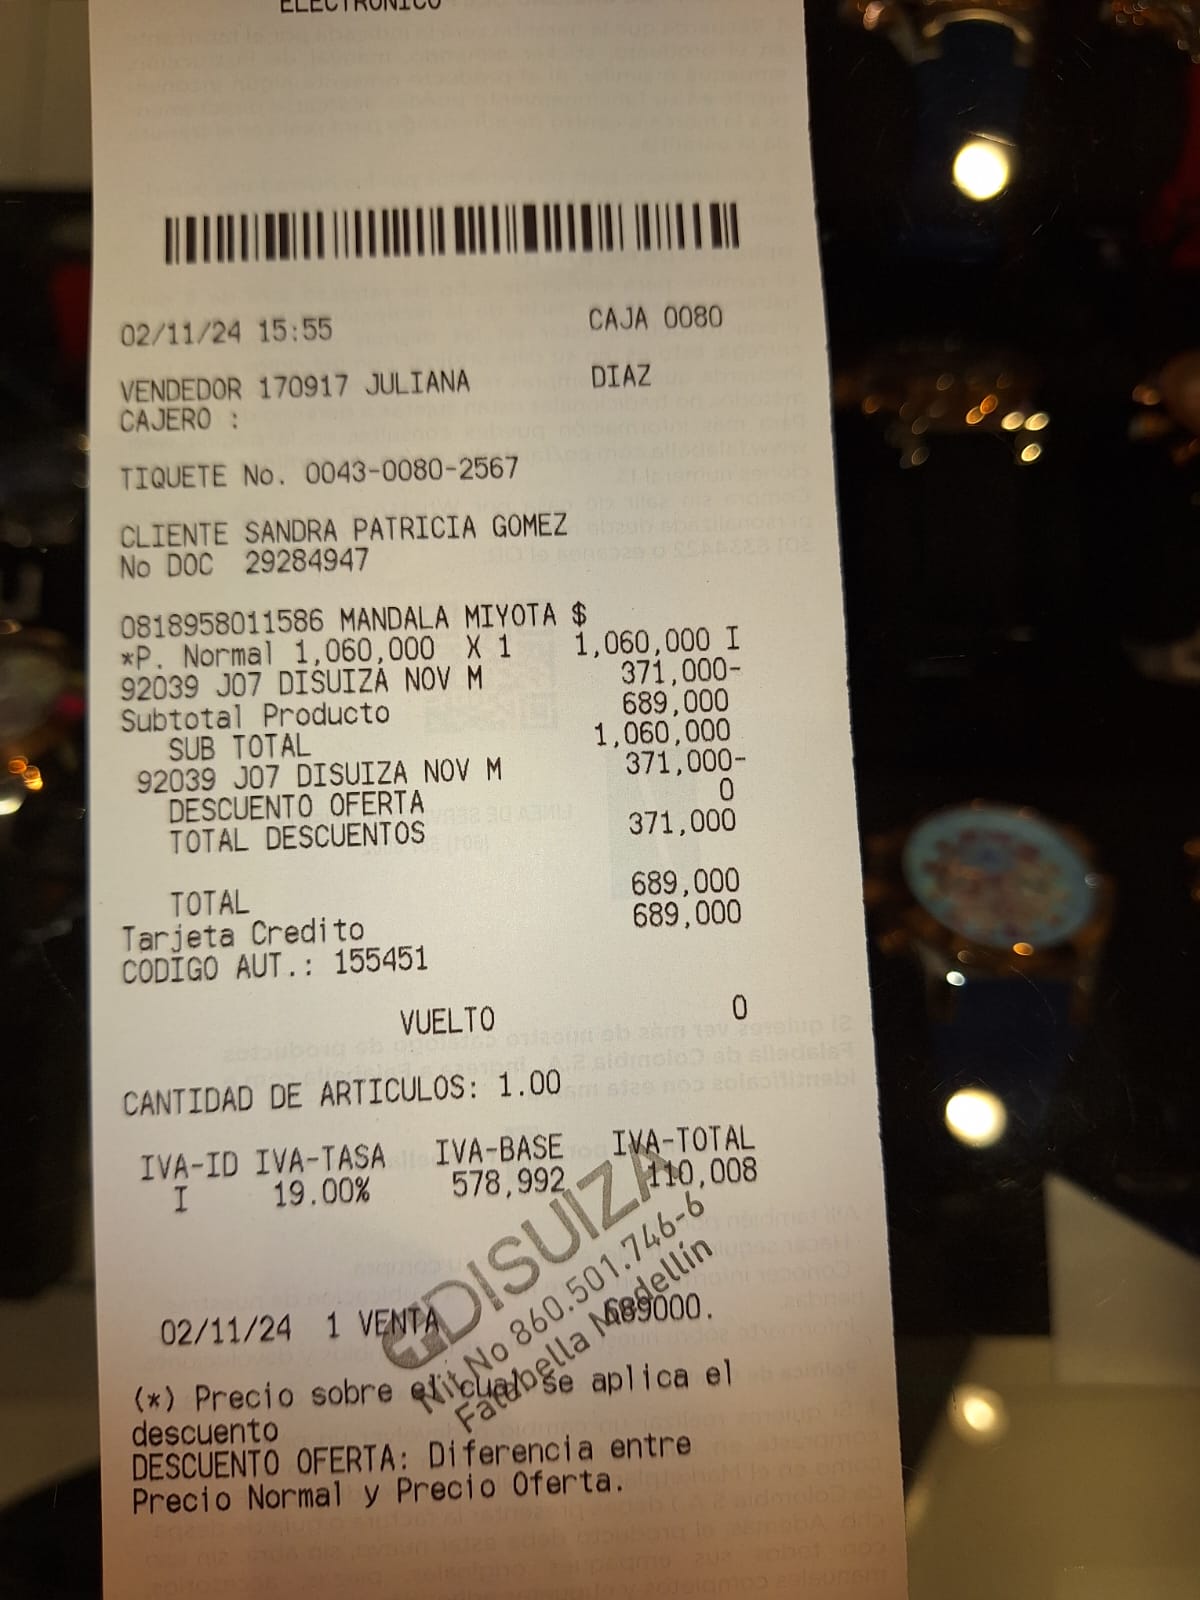 ELECTRONICO
02/11/24 15:55 CAJA 0080
VENDEDOR 170917 JULIANA DIAZ
CAJERO :
TIQUETE No. 0043-0080-2567
CLIENTE SANDRA PATRICIA GOMEZ
No DOC 29284947
0818958011586 MANDALA MIYOTA $
*P. Normal 1,060,000 X 1 1,060,000 I
92039 J07 DISUIZA NOV M 371,000-
Subtotal Producto 689,000
SUB TOTAL 1,060,000
92039 J07 DISUIZA NOV M 371,000-
DESCUENTO OFERTA 0
TOTAL DESCUENTOS 371,000
TOTAL 689,000
Tarjeta Credito 689,000
CODIGO AUT.: 155451
VUELTO 0
CANTIDAD DE ARTICULOS: 1.00
IVA-ID IVA-TASA IVA-BASE IVA-TOTAL
I 19.00% 578,992 110,008
DISUIZA
Nit No 860.501.746-6
Falabella Medellín
02/11/24 1 VENTA 689000.
(*) Precio sobre el cual se aplica el
descuento
DESCUENTO OFERTA: Diferencia entre
Precio Normal y Precio Oferta.